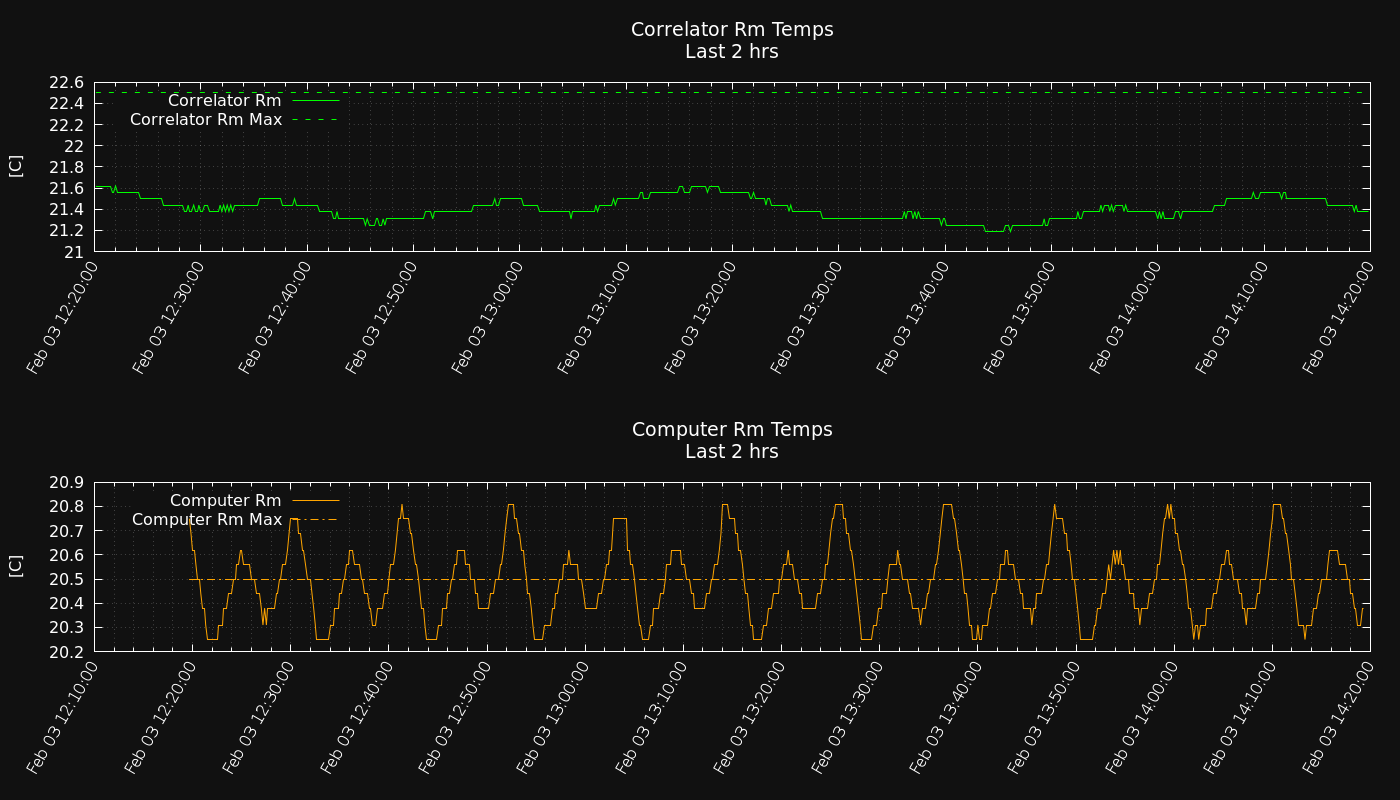 Correlator Rm Temps
Last 2 hrs
[C]
22.6
22.4
22.2
22
21.8
21.6
21.4
21.2
21
Correlator Rm
Correlator Rm Max
Feb 03 12:20:00
Feb 03 12:30:00
Feb 03 12:40:00
Feb 03 12:50:00
Feb 03 13:00:00
Feb 03 13:10:00
Feb 03 13:20:00
Feb 03 13:30:00
Feb 03 13:40:00
Feb 03 13:50:00
Feb 03 14:00:00
Feb 03 14:10:00
Feb 03 14:20:00
Computer Rm Temps
Last 2 hrs
[C]
20.9
20.8
20.7
20.6
20.5
20.4
20.3
20.2
Computer Rm
Computer Rm Max
Feb 03 12:10:00
Feb 03 12:20:00
Feb 03 12:30:00
Feb 03 12:40:00
Feb 03 12:50:00
Feb 03 13:00:00
Feb 03 13:10:00
Feb 03 13:20:00
Feb 03 13:30:00
Feb 03 13:40:00
Feb 03 13:50:00
Feb 03 14:00:00
Feb 03 14:10:00
Feb 03 14:20:00